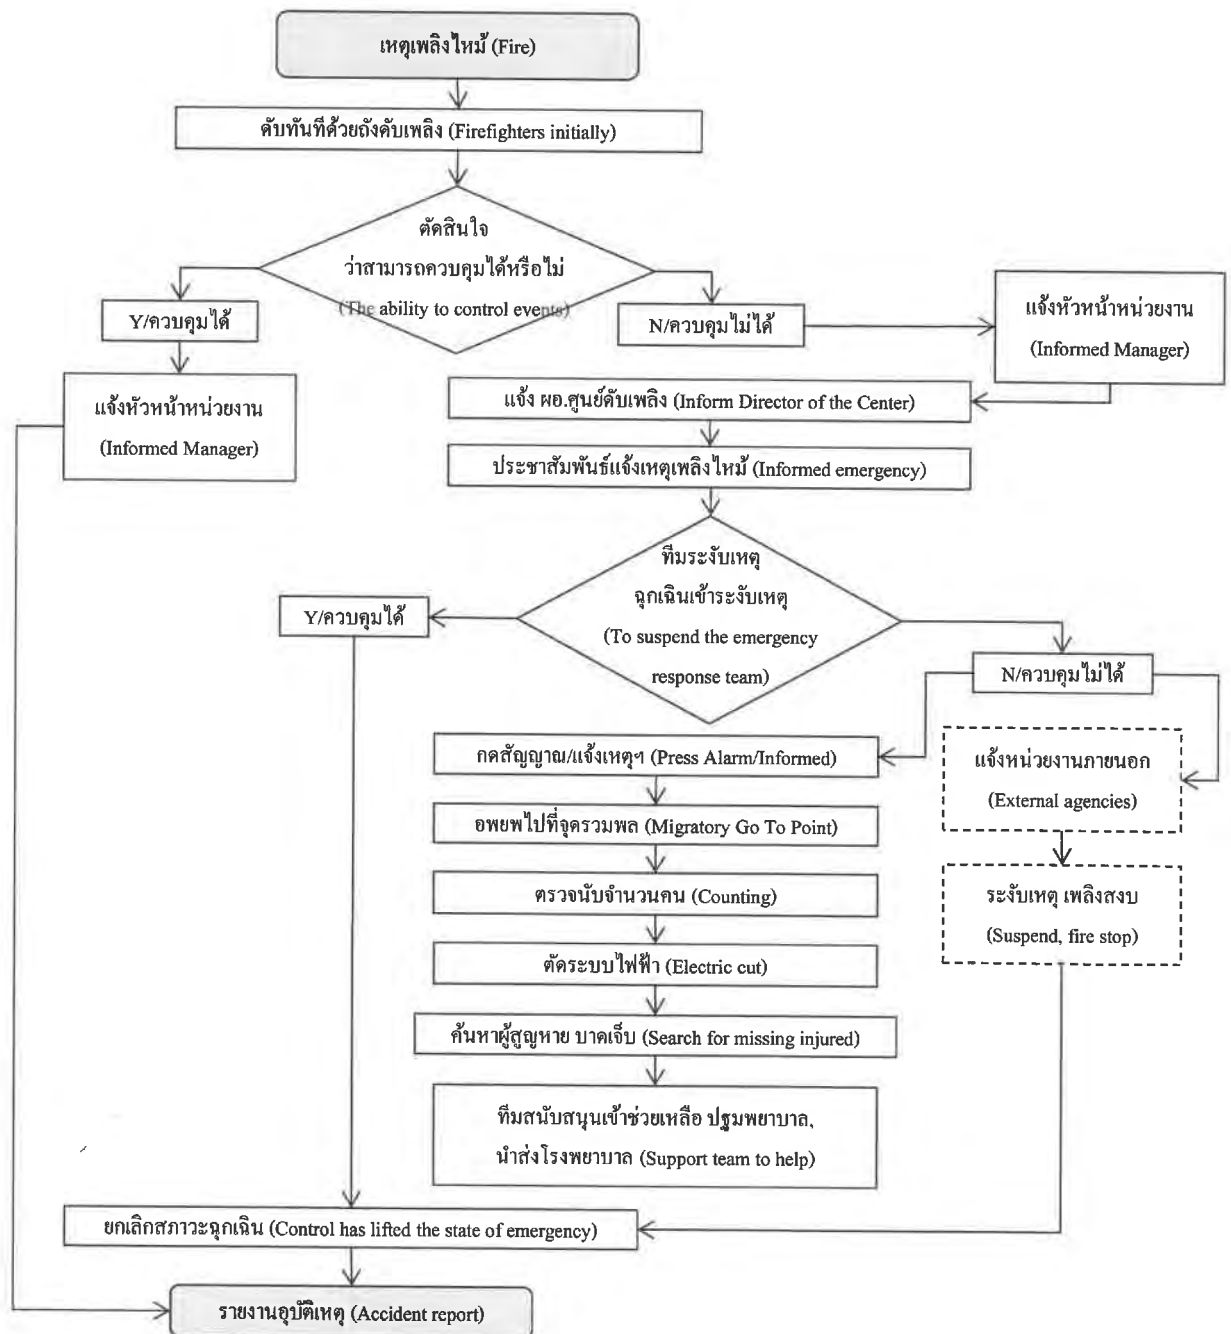 เหตุเพลิงไหม้ (Fire)
ดับทันทีด้วยถังดับเพลิง (Firefighters initially)
ตัดสินใจ
ว่าสามารถควบคุมได้หรือไม่
(The ability to control events)
Y/ควบคุมได้
N/ควบคุมไม่ได้
แจ้งหัวหน้าหน่วยงาน
(Informed Manager)
แจ้งหัวหน้าหน่วยงาน
(Informed Manager)
แจ้ง ผอ.ศูนย์ดับเพลิง (Inform Director of the Center)
ประชาสัมพันธ์แจ้งเหตุเพลิงไหม้ (Informed emergency)
ทีมระงับเหตุ
ฉุกเฉินเข้าระงับเหตุ
(To suspend the emergency
response team)
Y/ควบคุมได้
N/ควบคุมไม่ได้
กดสัญญาณ/แจ้งเหตุฯ (Press Alarm/Informed)
แจ้งหน่วยงานภายนอก
(External agencies)
อพยพไปที่จุดรวมพล (Migratory Go To Point)
ตรวจนับจำนวนคน (Counting)
ระงับเหตุ เพลิงสงบ
(Suspend, fire stop)
ตัดระบบไฟฟ้า (Electric cut)
ค้นหาผู้สูญหาย บาดเจ็บ (Search for missing injured)
ทีมสนับสนุนเข้าช่วยเหลือ ปฐมพยาบาล,
นำส่งโรงพยาบาล (Support team to help)
ยกเลิกสภาวะฉุกเฉิน (Control has lifted the state of emergency)
รายงานอุบัติเหตุ (Accident report)